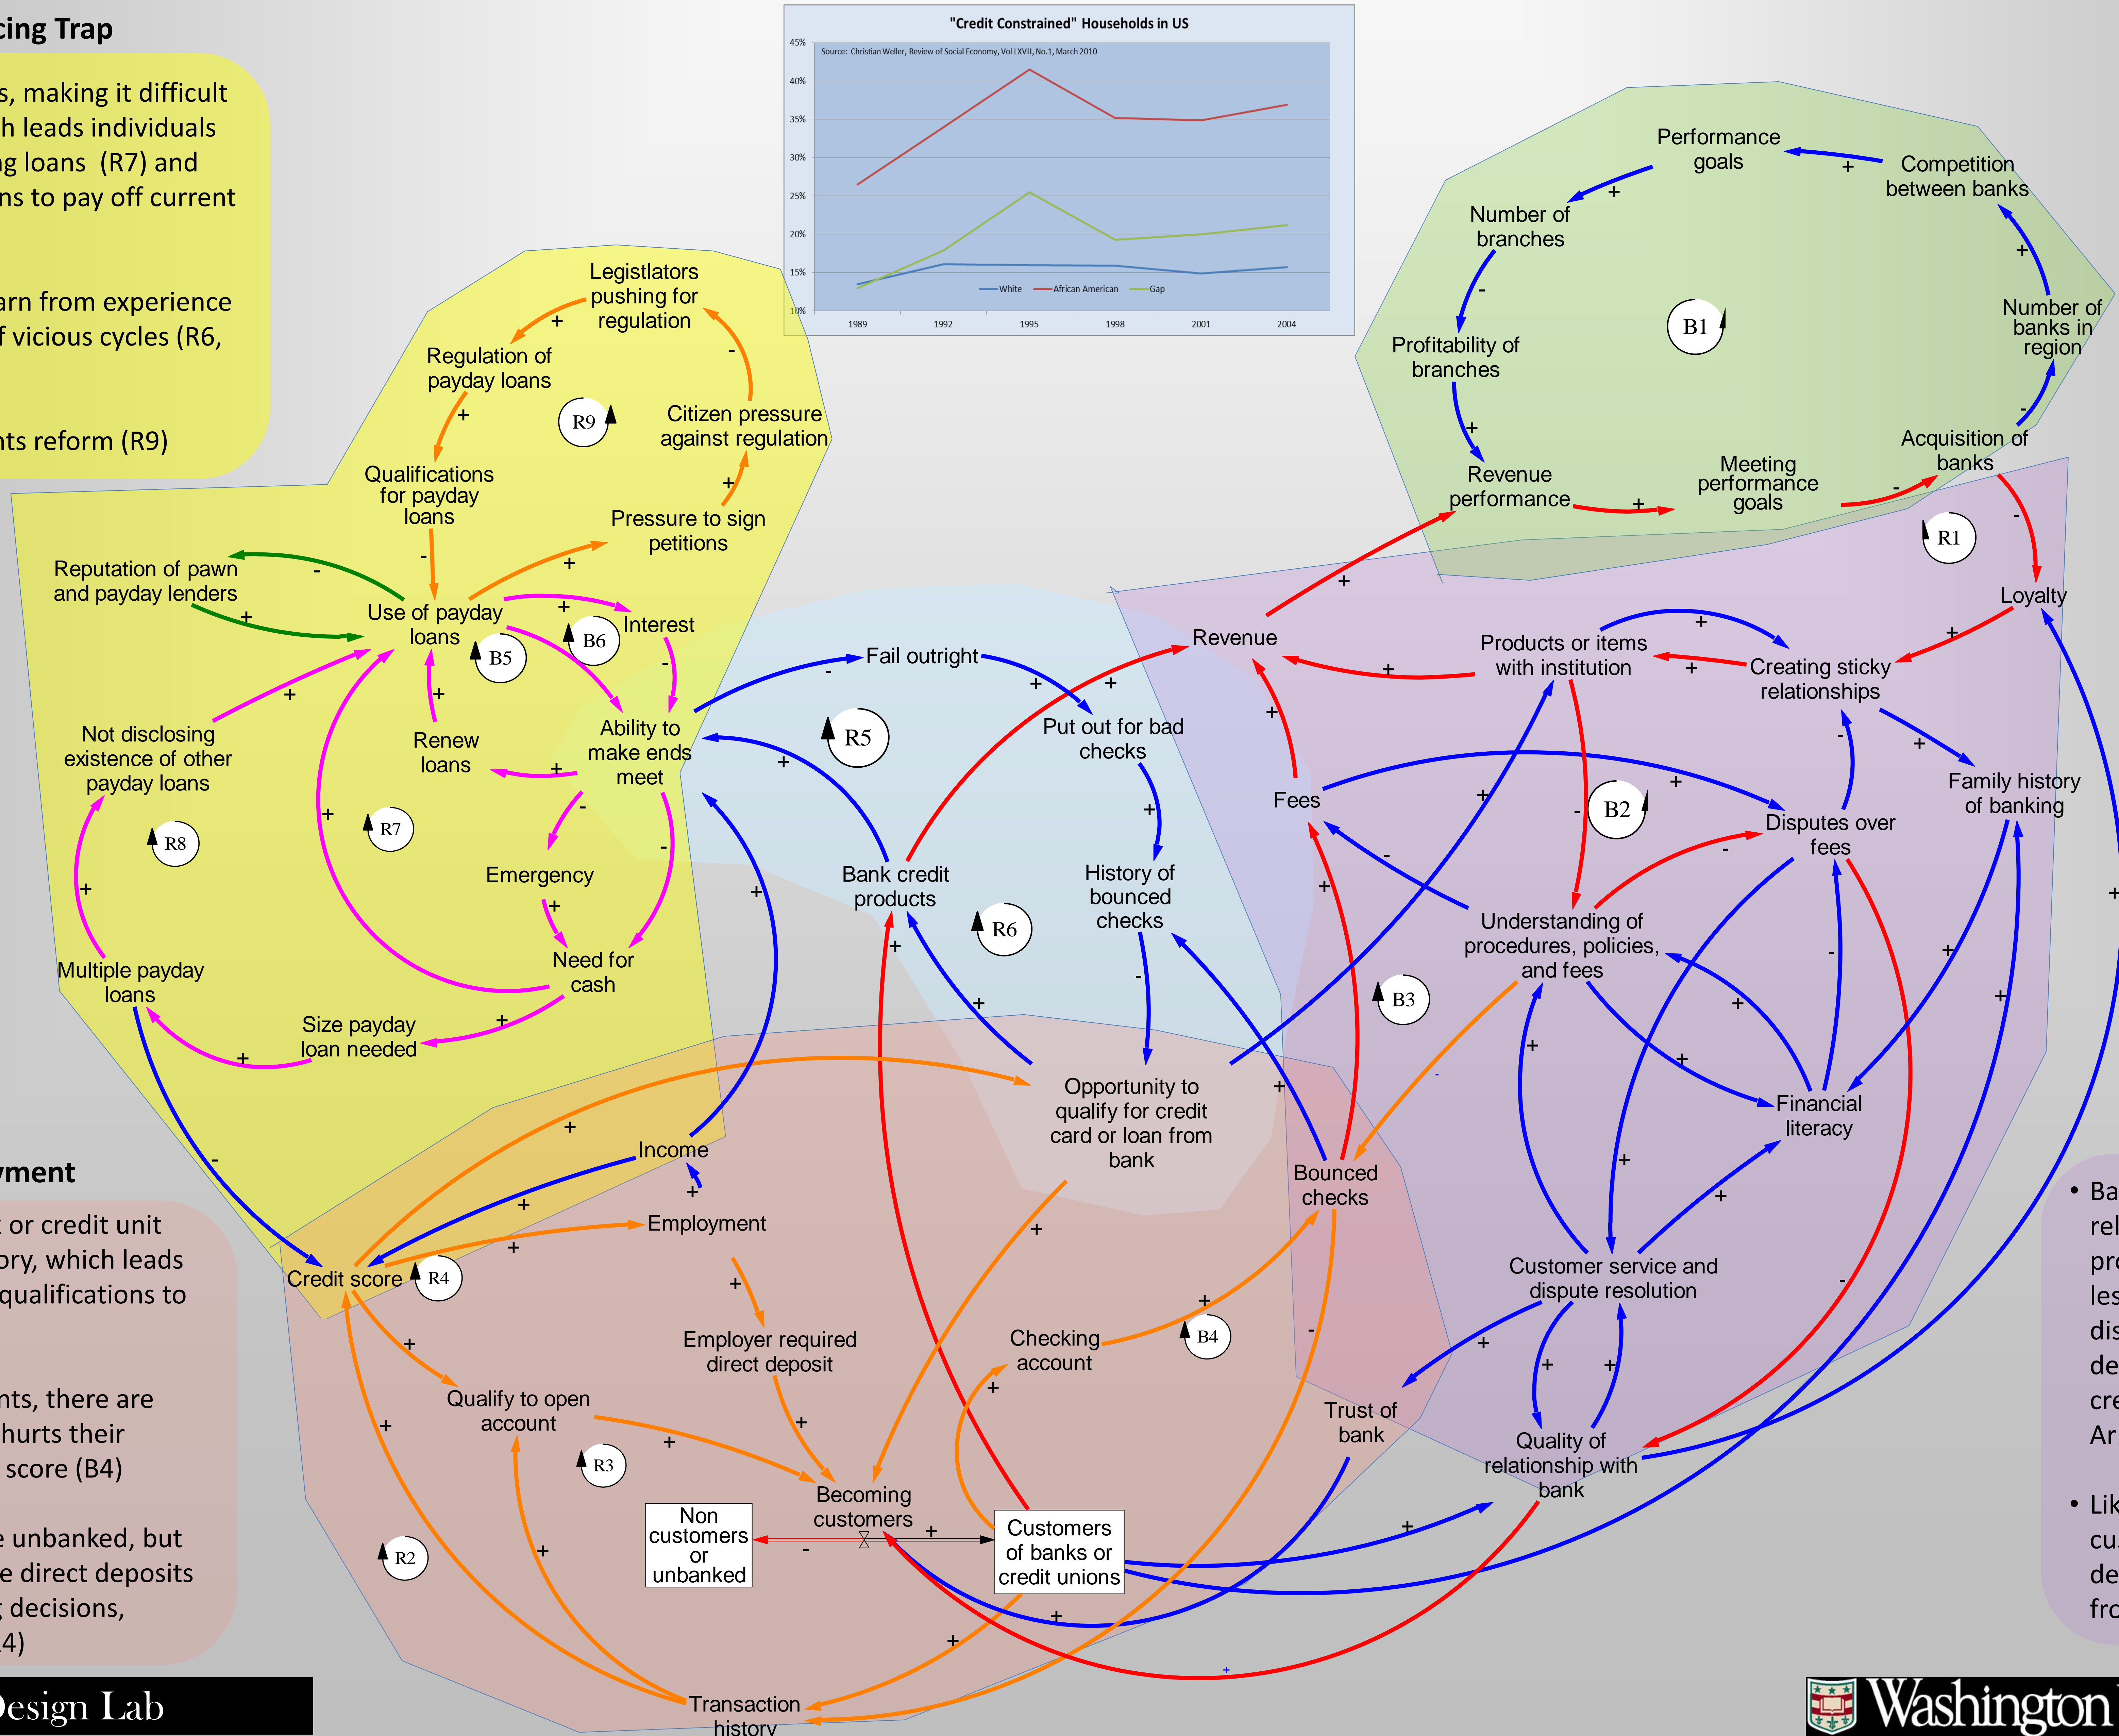 cing Trap
s, making it difficult
h leads individuals
ng loans (R7) and
ns to pay off current
arn from experience
f vicious cycles (R6,
nts reform (R9)
"Credit Constrained" Households in US
Source: Christian Weller, Review of Social Economy, Vol LXVII, No.1, March 2010
45%
40%
35%
30%
25%
20%
15%
10%
White African American Gap
1989 1992 1995 1998 2001 2004
Performance
goals
Competition
between banks
Number of
branches
Number of
banks in
region
B1
Profitability of
branches
Revenue
performance
Meeting
performance
goals
Acquisition of
banks
R1
Loyalty
Legistlators
pushing for
regulation
Regulation of
payday loans
R9
Citizen pressure
against regulation
Qualifications
for payday
loans
Pressure to sign
petitions
Reputation of pawn
and payday lenders
Use of payday
loans
Interest
B5
B6
Not disclosing
existence of other
payday loans
Renew
loans
Ability to
make ends
meet
R8
R7
Emergency
Need for
cash
Multiple payday
loans
Size payday
loan needed
Fail outright
R5
Put out for bad
checks
Bank credit
products
History of
bounced
checks
R6
Revenue
Products or items
with institution
Creating sticky
relationships
Fees
B2
Family history
of banking
Disputes over
fees
Understanding of
procedures, policies,
and fees
B3
Financial
literacy
Opportunity to
qualify for credit
card or loan from
bank
Bounced
checks
Customer service and
dispute resolution
Trust of
bank
Quality of
relationship with
bank
Income
Employment
Credit score
R4
Employer required
direct deposit
Checking
account
B4
Qualify to open
account
R3
Becoming
customers
Non
customers
or
unbanked
Customers
of banks or
credit unions
R2
Transaction
history
yment
k or credit unit
ory, which leads
qualifications to
nts, there are
hurts their
score (B4)
e unbanked, but
e direct deposits
g decisions,
4)
• Ba
rel
pro
les
dis
de
cre
Arr
• Lik
cus
de
fro
Design Lab
Washington